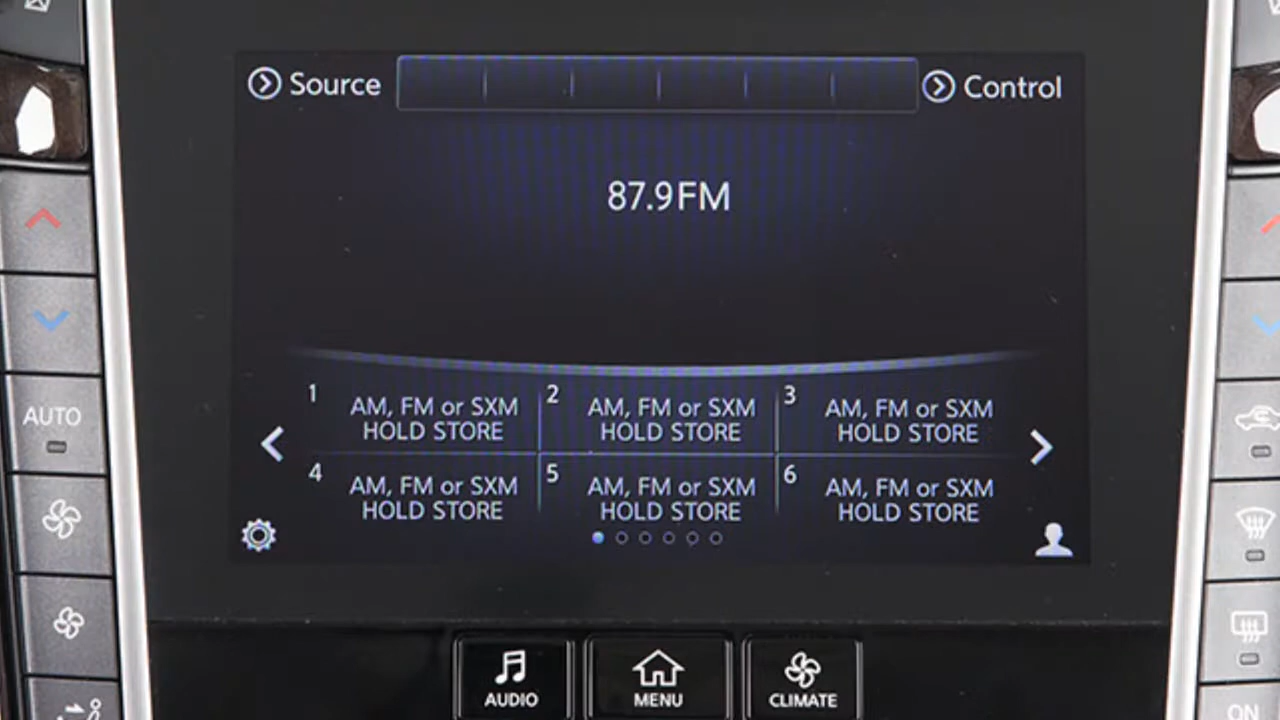 Source
Control
87.9 FM
1 AM, FM or SXM
HOLD STORE
2 AM, FM or SXM
HOLD STORE
3 AM, FM or SXM
HOLD STORE
4 AM, FM or SXM
HOLD STORE
5 AM, FM or SXM
HOLD STORE
6 AM, FM or SXM
HOLD STORE
AUTO
AUDIO
MENU
CLIMATE
ON